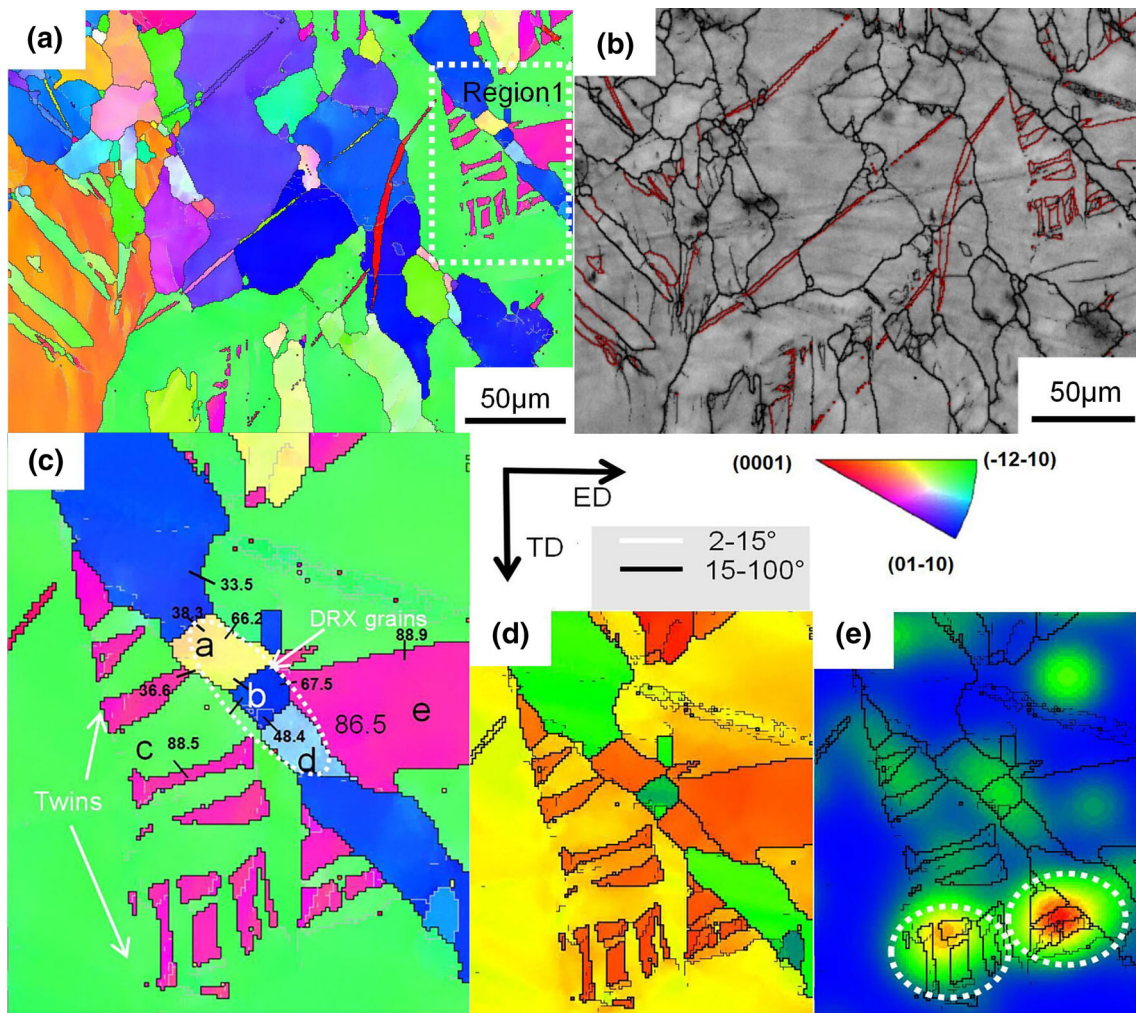 (a)
Region1
50μm
(b)
50μm
(c)
33.5
38.3
66.2
a
DRX grains
88.9
36.6
b
67.5
86.5
e
c
88.5
48.4
d
Twins
ED
TD
2-15°
15-100°
(0001)
(-12-10)
(01-10)
(d)
(e)